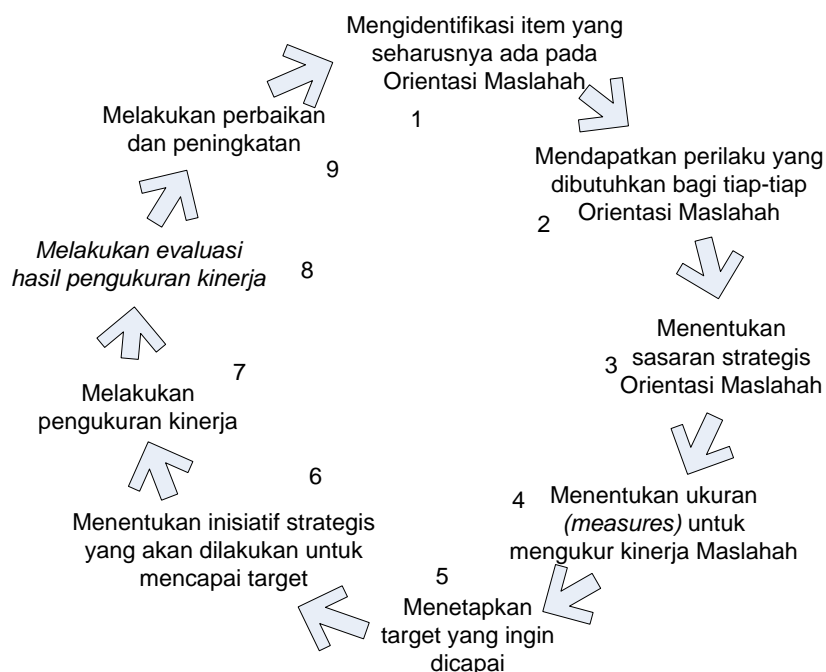 Mengidentifikasi item yang
seharusnya ada pada
Orientasi Maslahah
1
Mendapatkan perilaku yang
dibutuhkan bagi tiap-tiap
Orientasi Maslahah
2
Menentukan
sasaran strategis
Orientasi Maslahah
3
Menentukan ukuran
(measures) untuk
mengukur kinerja Maslahah
4
Menetapkan
target yang ingin
dicapai
5
Menentukan inisiatif strategis
yang akan dilakukan untuk
mencapai target
6
Melakukan
pengukuran kinerja
7
Melakukan evaluasi
hasil pengukuran kinerja
8
Melakukan perbaikan
dan peningkatan
9